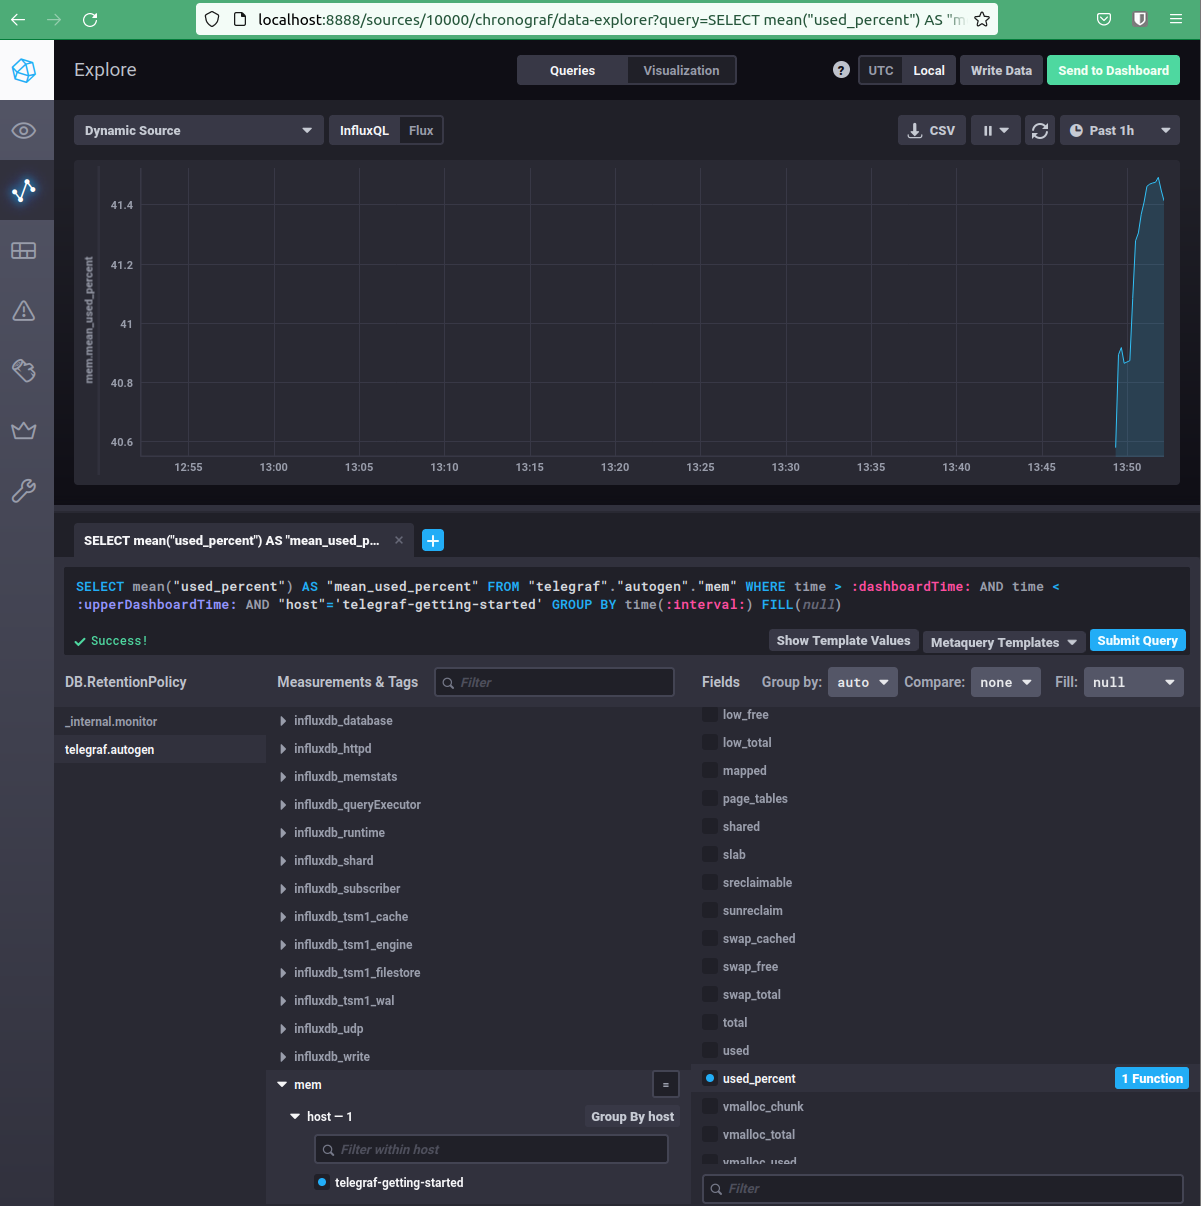 localhost:8888/sources/10000/chronograf/data-explorer?query=SELECT mean("used_percent") AS "m
Explore
Queries
Visualization
?
UTC
Local
Write Data
Send to Dashboard
Dynamic Source
InfluxQL
Flux
CSV
Past 1h
mem.mean_used_percent
41.4
41.2
41
40.8
40.6
12:55 13:00 13:05 13:10 13:15 13:20 13:25 13:30 13:35 13:40 13:45 13:50
SELECT mean("used_percent") AS "mean_used_p...
SELECT mean("used_percent") AS "mean_used_percent" FROM "telegraf"."autogen"."mem" WHERE time > :dashboardTime: AND time <
:upperDashboardTime: AND "host"='telegraf-getting-started' GROUP BY time(:interval:) FILL(null)
Success!
Show Template Values
Metaquery Templates
Submit Query
DB.RetentionPolicy
_internal.monitor
telegraf.autogen
Measurements & Tags
Filter
influxdb_database
influxdb_httpd
influxdb_memstats
influxdb_queryExecutor
influxdb_runtime
influxdb_shard
influxdb_subscriber
influxdb_tsm1_cache
influxdb_tsm1_engine
influxdb_tsm1_filestore
influxdb_tsm1_wal
influxdb_udp
influxdb_write
mem
=
host — 1
Group By host
Filter within host
telegraf-getting-started
Fields
Group by: auto
Compare: none
Fill: null
low_free
low_total
mapped
page_tables
shared
slab
sreclaimable
sunreclaim
swap_cached
swap_free
swap_total
total
used
used_percent
1 Function
vmalloc_chunk
vmalloc_total
vmalloc_used
Filter